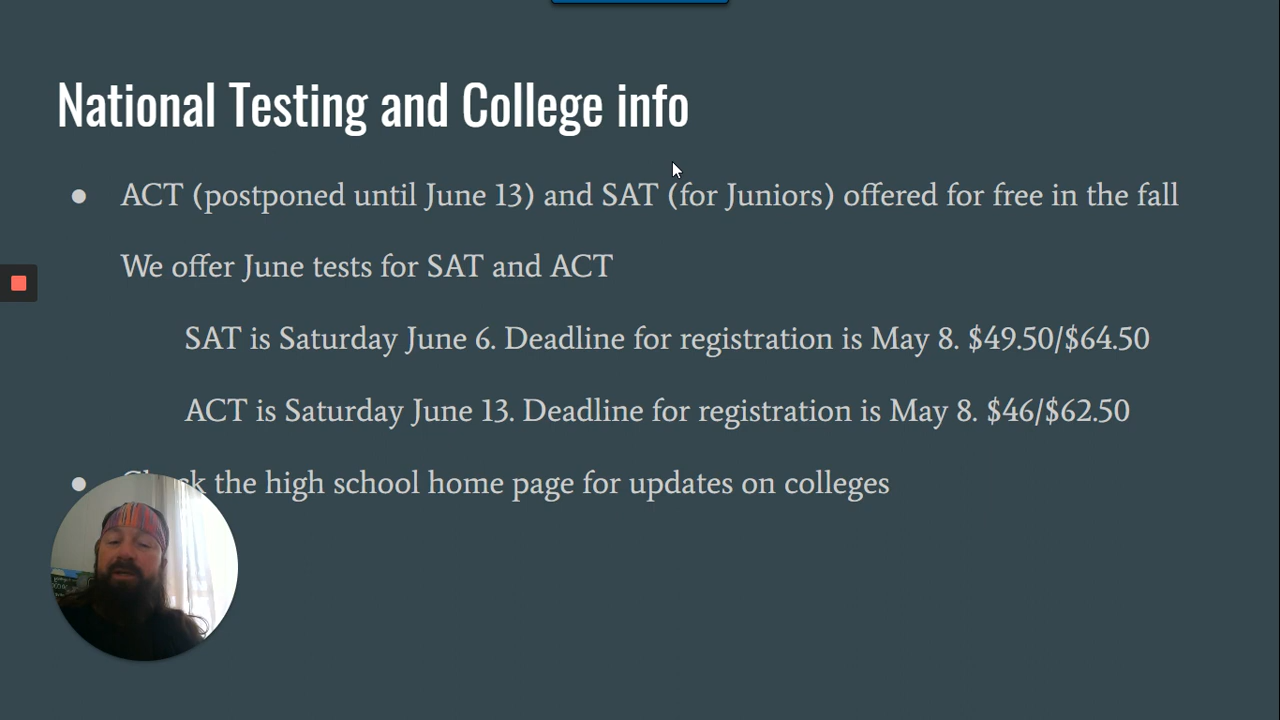 National Testing and College info
● ACT (postponed until June 13) and SAT (for Juniors) offered for free in the fall
We offer June tests for SAT and ACT
SAT is Saturday June 6. Deadline for registration is May 8. $49.50/$64.50
ACT is Saturday June 13. Deadline for registration is May 8. $46/$62.50
● Check the high school home page for updates on colleges